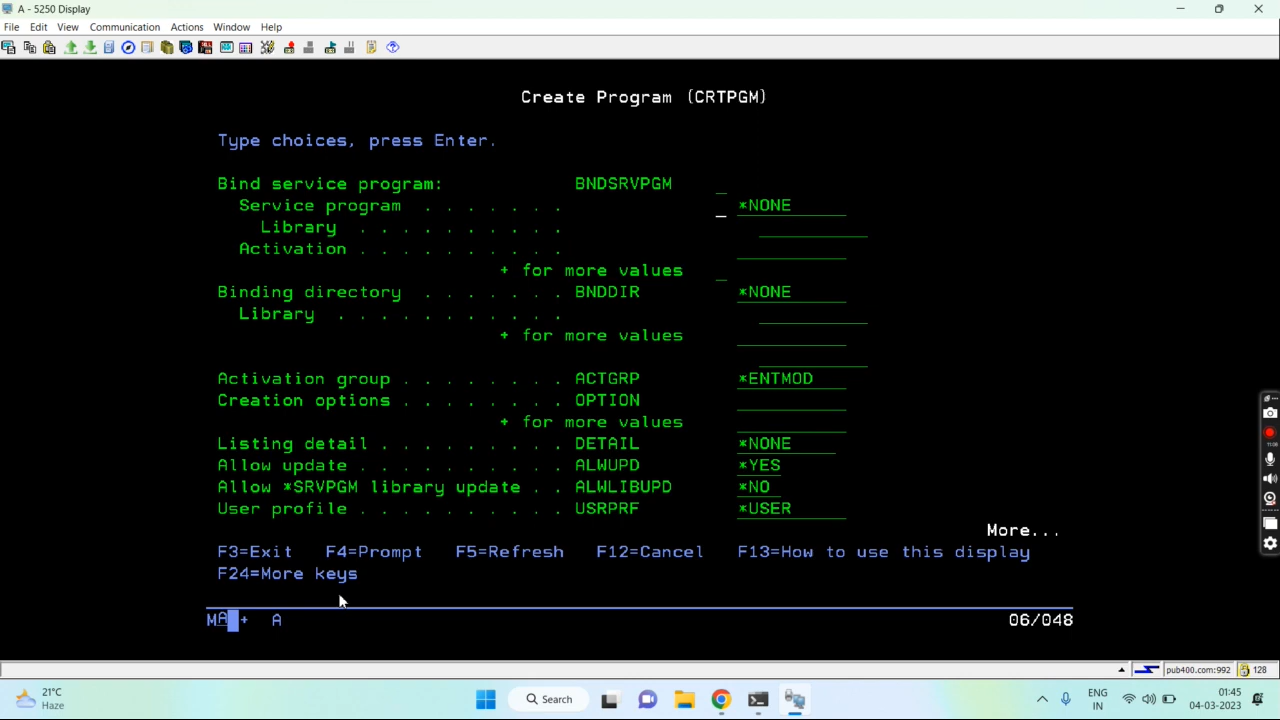 A - 5250 Display
File Edit View Communication Actions Window Help
Create Program (CRTPGM)
Type choices, press Enter.
Bind service program: BNDSRVPGM _
Service program . . . . . . . _ *NONE
Library . . . . . . . . . .
Activation . . . . . . . . . .
+ for more values _
Binding directory . . . . . . . BNDDIR *NONE
Library . . . . . . . . . . .
+ for more values
Activation group . . . . . . . . ACTGRP *ENTMOD
Creation options . . . . . . . . OPTION
+ for more values
Listing detail . . . . . . . . . DETAIL *NONE
Allow update . . . . . . . . . . ALWUPD *YES
Allow *SRVPGM library update . . ALWLIBUPD *NO
User profile . . . . . . . . . . USRPRF *USER
More...
F3=Exit F4=Prompt F5=Refresh F12=Cancel F13=How to use this display
F24=More keys
MA + A 06/048
pub400.com:992 128
21°C
Haze
Search
ENG
IN
01:45
04-03-2023